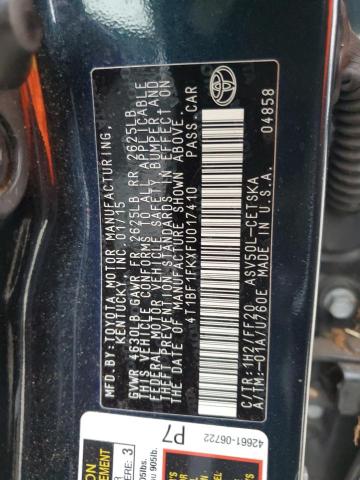 MFD.BY:TOYOTA MOTOR MANUFACTURING,
KENTUCKY,INC. 01/15
GVWR 4630LB GAWR FR 2625LB RR 2625LB
THIS VEHICLE CONFORMS TO ALL APPLICABLE
FEDERAL MOTOR VEHICLE SAFETY, BUMPER, AND
THEFT PREVENTION STANDARDS IN EFFECT ON
THE DATE OF MANUFACTURE SHOWN ABOVE.
4T1BF1FKXFU017410 PASS.CAR
C/TR:1H2/FF20 ASV50L-CETSKA
A/TM:-01A/U760E MADE IN U.S.A.
04858
42661-06722
P7